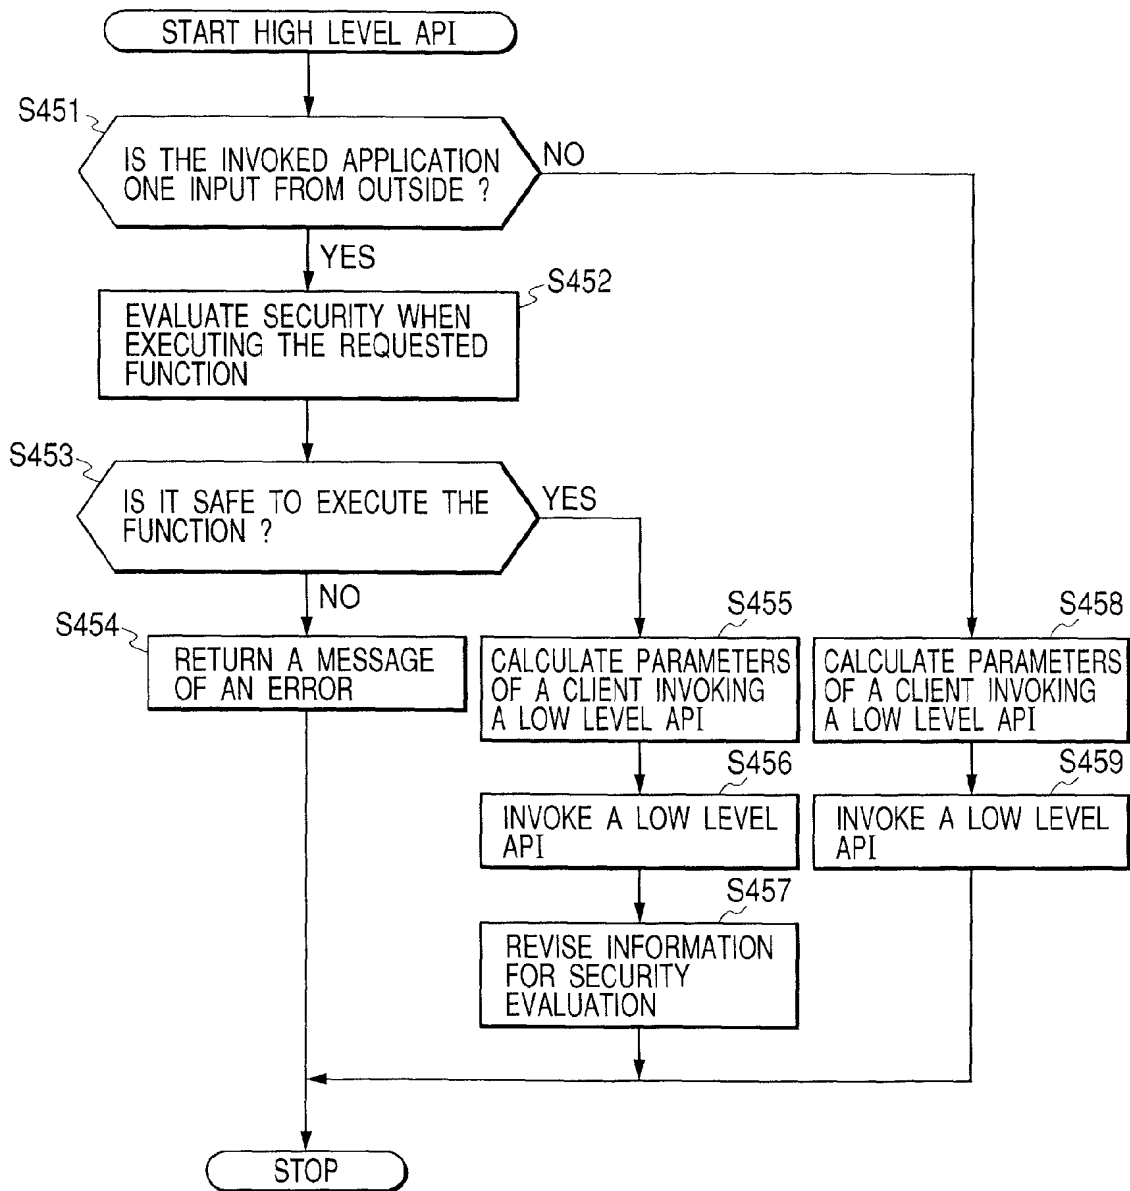 START HIGH LEVEL API
S451
IS THE INVOKED APPLICATION
ONE INPUT FROM OUTSIDE ?
NO
YES
S452
EVALUATE SECURITY WHEN
EXECUTING THE REQUESTED
FUNCTION
S453
IS IT SAFE TO EXECUTE THE
FUNCTION ?
YES
NO
S454
RETURN A MESSAGE
OF AN ERROR
S455
CALCULATE PARAMETERS
OF A CLIENT INVOKING
A LOW LEVEL API
S458
CALCULATE PARAMETERS
OF A CLIENT INVOKING
A LOW LEVEL API
S456
INVOKE A LOW LEVEL
API
S459
INVOKE A LOW LEVEL
API
S457
REVISE INFORMATION
FOR SECURITY
EVALUATION
STOP